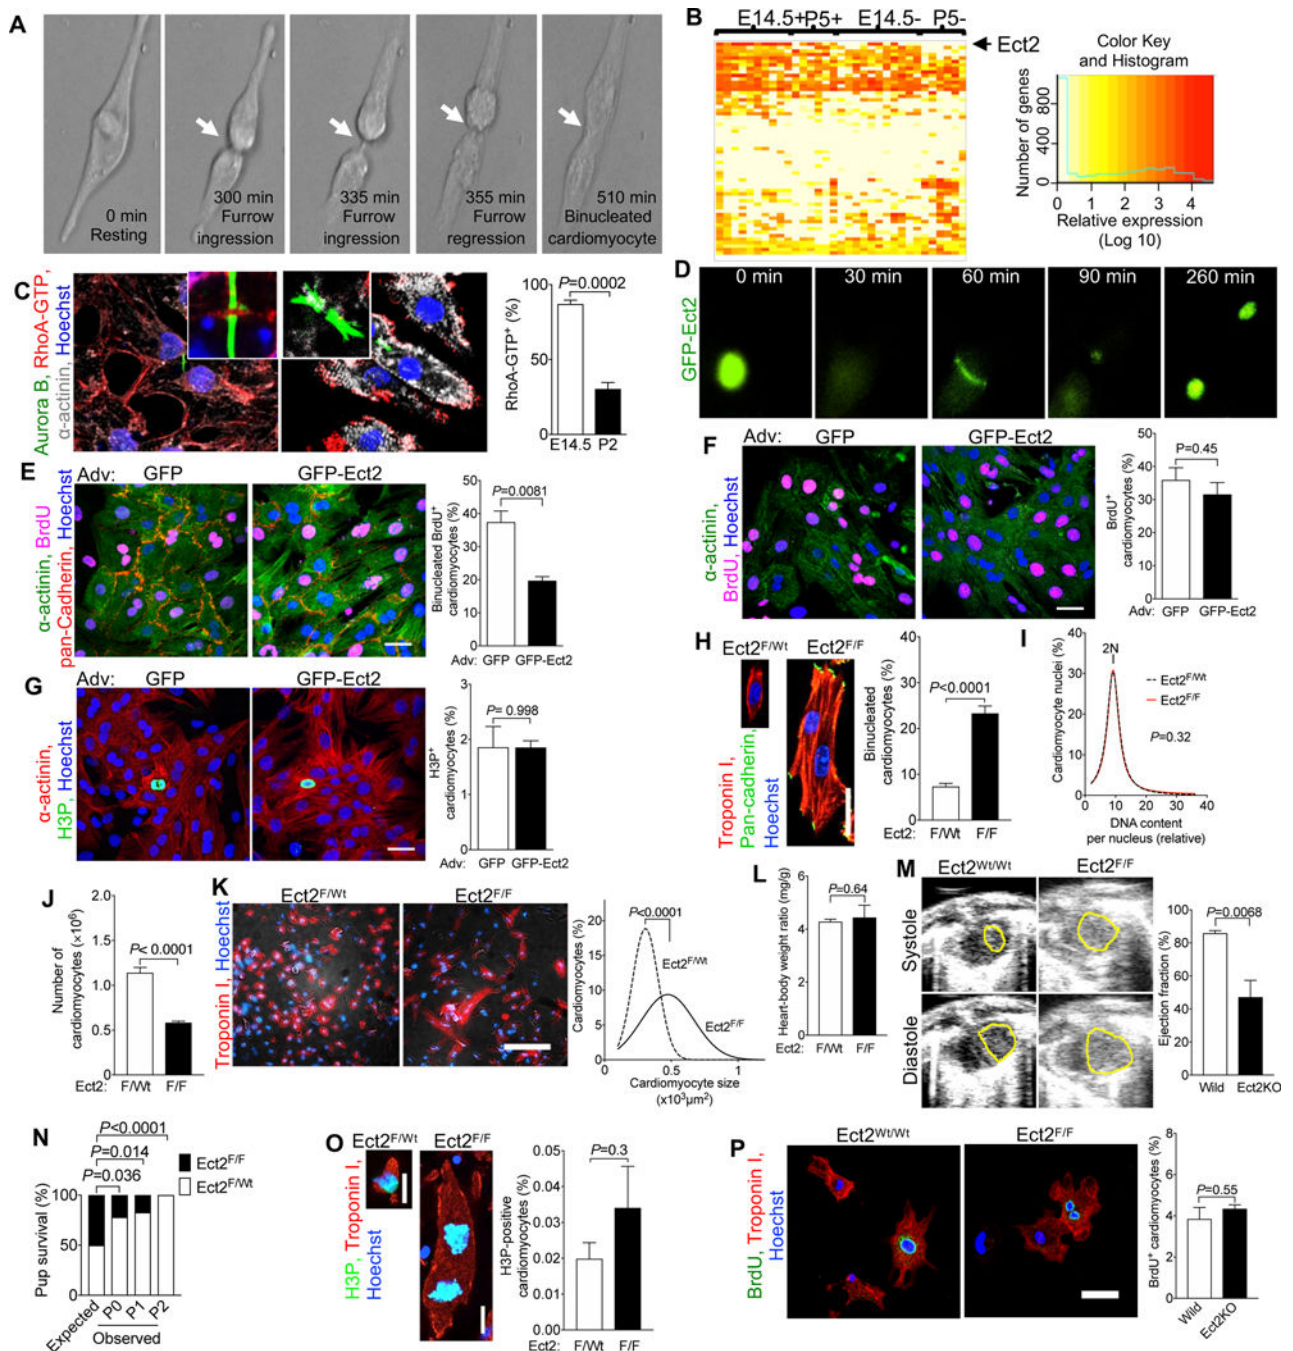 A
0 min
Resting
300 min
Furrow
ingression
335 min
Furrow
ingression
355 min
Furrow
regression
510 min
Binucleated
cardiomyocyte
B
E14.5+ P5+ E14.5- P5-
Ect2
Color Key
and Histogram
Number of genes
800
400
0
0 1 2 3 4
Relative expression
(Log 10)
C
Aurora B, RhoA-GTP,
α-actinin, Hoechst
P=0.0002
RhoA-GTP⁺ (%)
100
50
0
E14.5 P2
D
GFP-Ect2
0 min
30 min
60 min
90 min
260 min
E
Adv: GFP GFP-Ect2
α-actinin, BrdU
pan-Cadherin, Hoechst
P=0.0081
Binucleated BrdU⁺
cardiomyocytes (%)
50
40
30
20
10
0
Adv: GFP GFP-Ect2
F
Adv: GFP GFP-Ect2
α-actinin,
BrdU, Hoechst
P=0.45
BrdU⁺
cardiomyocytes (%)
50
40
30
20
10
0
Adv: GFP GFP-Ect2
G
Adv: GFP GFP-Ect2
α-actinin,
H3P, Hoechst
P= 0.998
H3P⁺
cardiomyocytes (%)
3
2
1
0
Adv: GFP GFP-Ect2
H
Ect2F/Wt Ect2F/F
Troponin I,
Pan-cadherin,
Hoechst
P<0.0001
Binucleated
cardiomyocytes (%)
40
30
20
10
0
Ect2: F/Wt F/F
I
2N
Ect2F/Wt
Ect2F/F
P=0.32
Cardiomyocyte nuclei (%)
40
30
20
10
0
0 20 40
DNA content
per nucleus (relative)
J
P< 0.0001
Number of
cardiomyocytes (×10⁶)
1.8
1.2
0.6
0.0
Ect2: F/Wt F/F
K
Ect2F/Wt Ect2F/F
Troponin I, Hoechst
P<0.0001
Ect2F/Wt
Ect2F/F
Cardiomyocytes (%)
20
15
10
5
0
0 0.5 1
Cardiomyocyte size
(x10³µm²)
L
P=0.64
Heart-body weight ratio (mg/g)
6
4
2
0
Ect2: F/Wt F/F
M
Ect2Wt/Wt Ect2F/F
Systole
Diastole
P=0.0068
Ejection fraction (%)
100
80
60
40
20
0
Wild Ect2KO
N
P<0.0001
P=0.014
P=0.036
Ect2F/F
Ect2F/Wt
Pup survival (%)
100
50
0
Expected P0 P1 P2
Observed
O
Ect2F/Wt Ect2F/F
H3P, Troponin I,
Hoechst
P=0.3
H3P-positive
cardiomyocytes (%)
0.05
0.04
0.03
0.02
0.01
0.00
Ect2: F/Wt F/F
P
Ect2Wt/Wt Ect2F/F
BrdU, Troponin I,
Hoechst
P=0.55
BrdU⁺ cardiomyocytes (%)
8
6
4
2
0
Wild Ect2KO